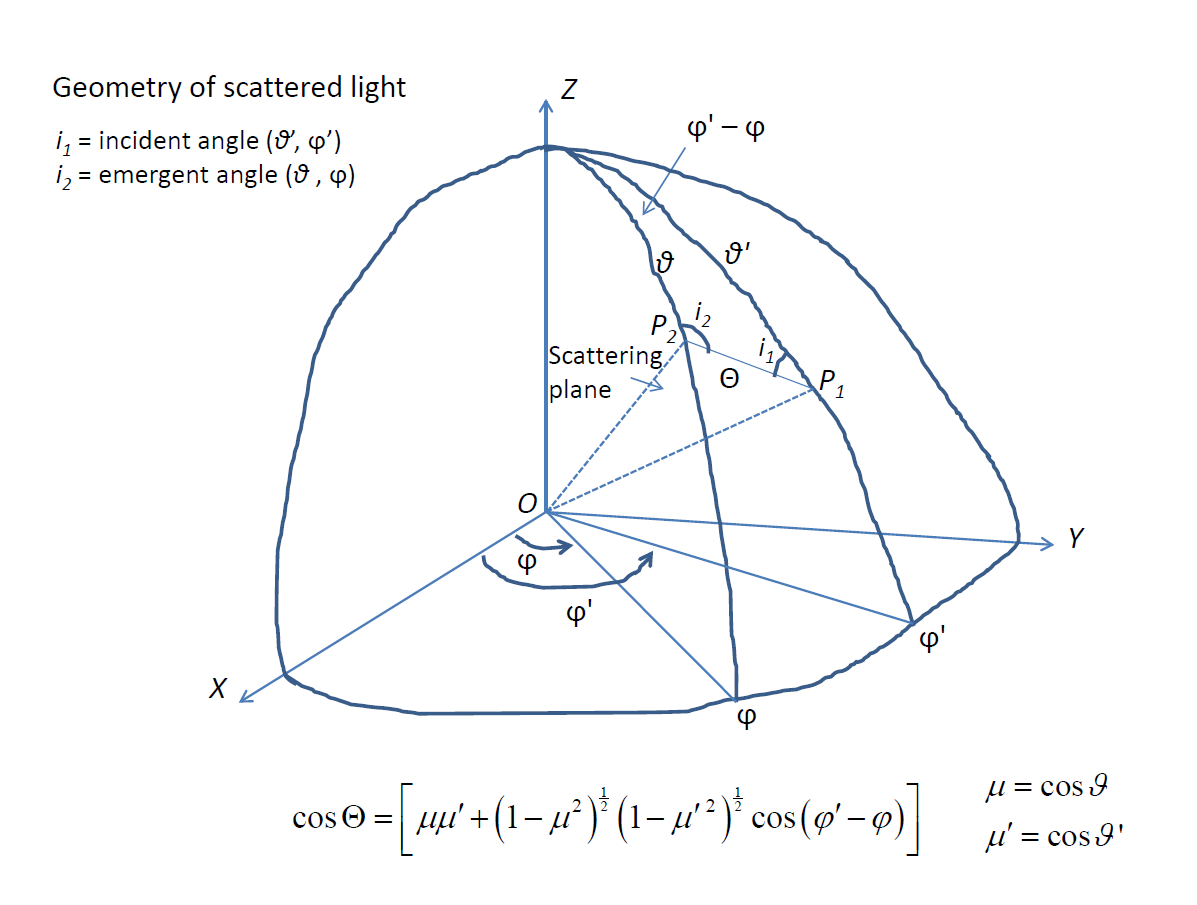 Geometry of scattered light
i₁ = incident angle (ϑ’, φ’)
i₂ = emergent angle (ϑ , φ)
Z
φ' – φ
ϑ
ϑ'
P₂
i₂
i₁
Scattering
plane
Θ
P₁
O
Y
φ
φ'
φ'
X
φ
cos Θ = [μμ′ + (1 − μ²)^½ (1 − μ′²)^½ cos(φ′ − φ)]
μ = cos ϑ
μ′ = cos ϑ'